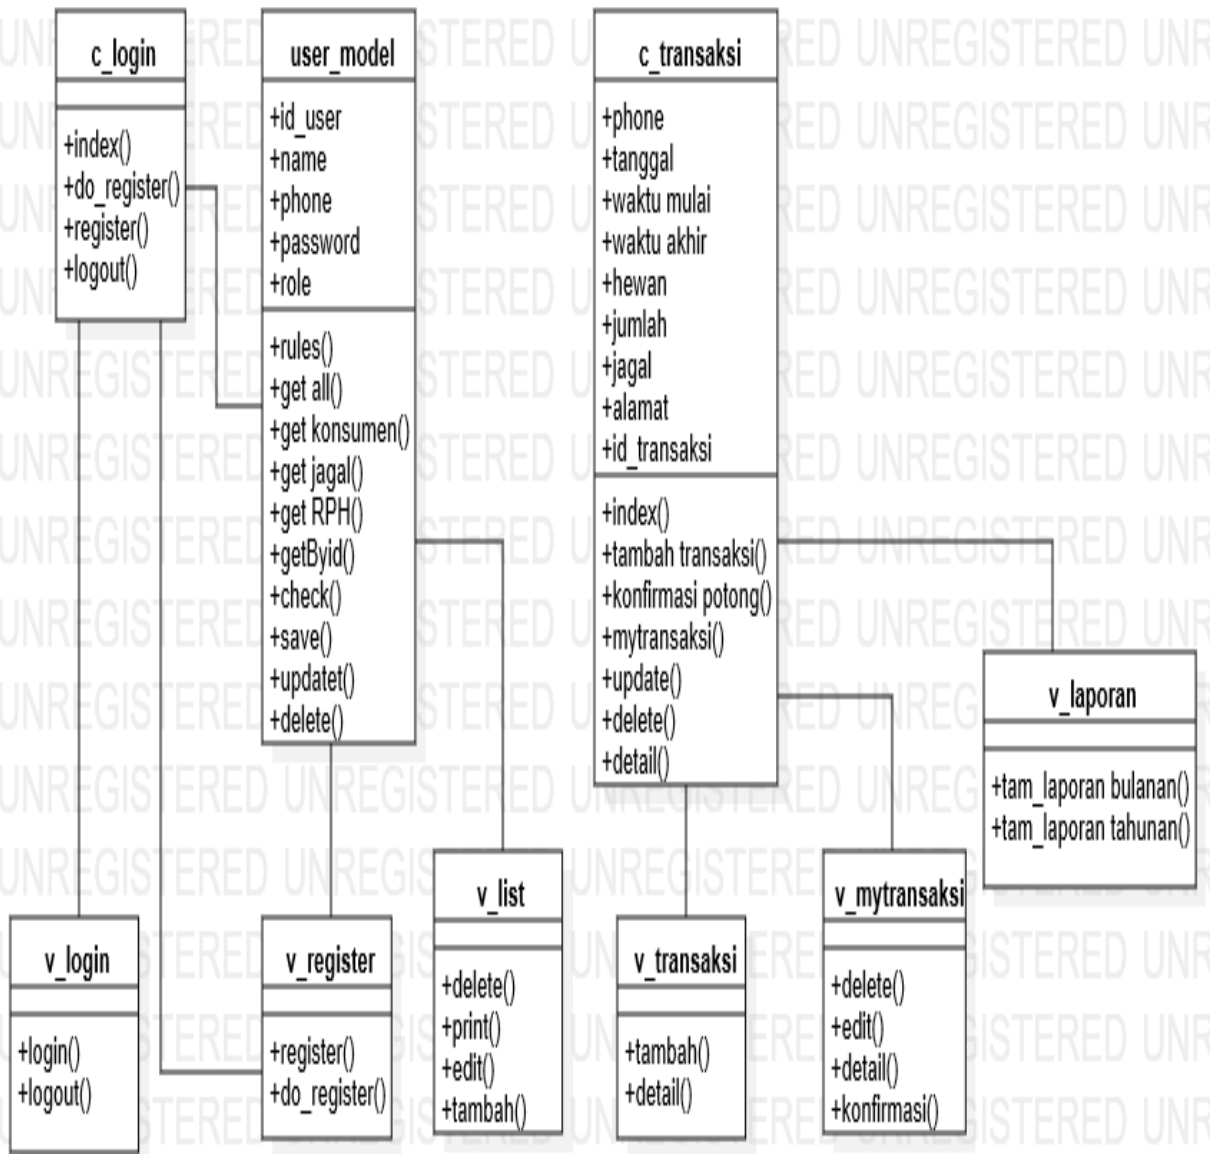 c_login
+index()
+do_register()
+register()
+logout()
user_model
+id_user
+name
+phone
+password
+role
+rules()
+get all()
+get konsumen()
+get jagal()
+get RPH()
+getByid()
+check()
+save()
+updatet()
+delete()
c_transaksi
+phone
+tanggal
+waktu mulai
+waktu akhir
+hewan
+jumlah
+jagal
+alamat
+id_transaksi
+index()
+tambah transaksi()
+konfirmasi potong()
+mytransaksi()
+update()
+delete()
+detail()
v_laporan
+tam_laporan bulanan()
+tam_laporan tahunan()
v_login
+login()
+logout()
v_register
+register()
+do_register()
v_list
+delete()
+print()
+edit()
+tambah()
v_transaksi
+tambah()
+detail()
v_mytransaksi
+delete()
+edit()
+detail()
+konfirmasi()
UNREGISTERED